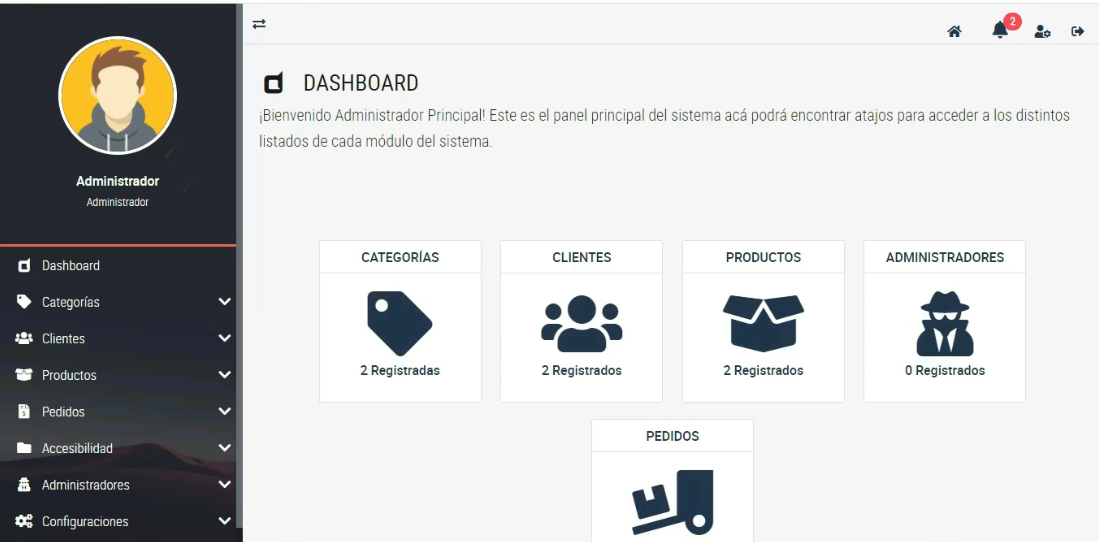 Administrador
Administrador
Dashboard
Categorías
Clientes
Productos
Pedidos
Accesibilidad
Administradores
Configuraciones
2
DASHBOARD
¡Bienvenido Administrador Principal! Este es el panel principal del sistema acá podrá encontrar atajos para acceder a los distintos
listados de cada módulo del sistema.
CATEGORÍAS
2 Registradas
CLIENTES
2 Registrados
PRODUCTOS
2 Registrados
ADMINISTRADORES
0 Registrados
PEDIDOS